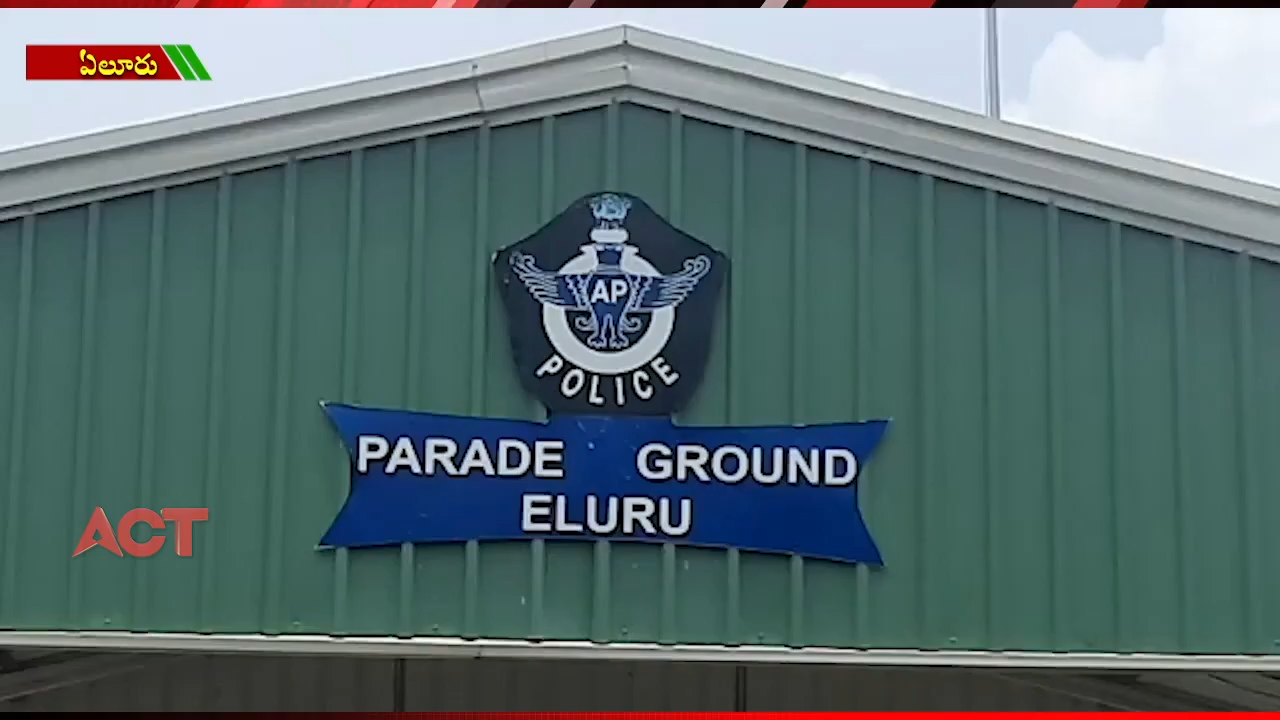 ఏలూరు
AP
POLICE
PARADE GROUND
ELURU
ACT